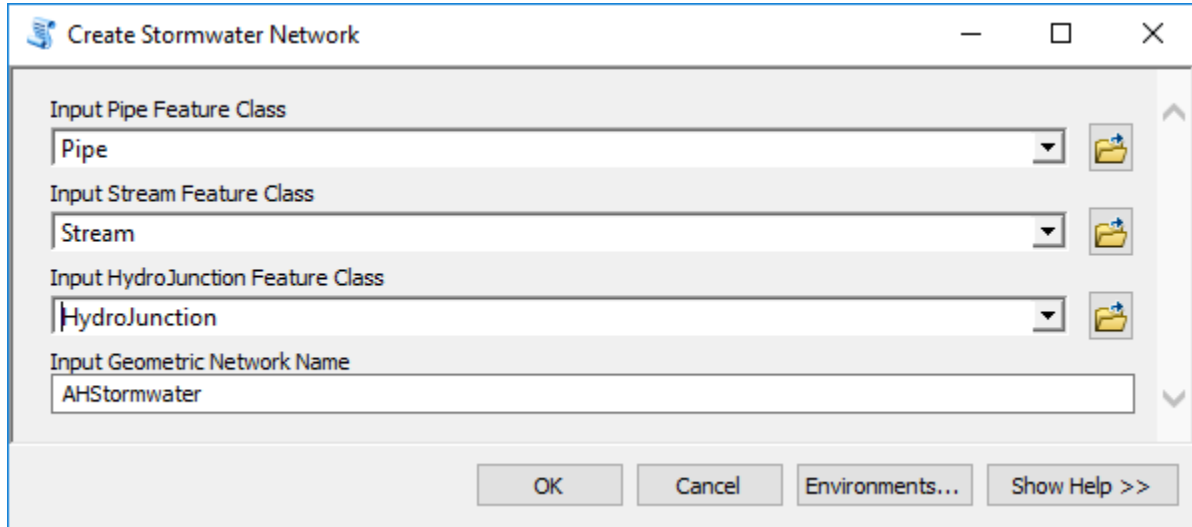 Create Stormwater Network
Input Pipe Feature Class
Pipe
Input Stream Feature Class
Stream
Input HydroJunction Feature Class
HydroJunction
Input Geometric Network Name
AHStormwater
OK Cancel Environments... Show Help >>